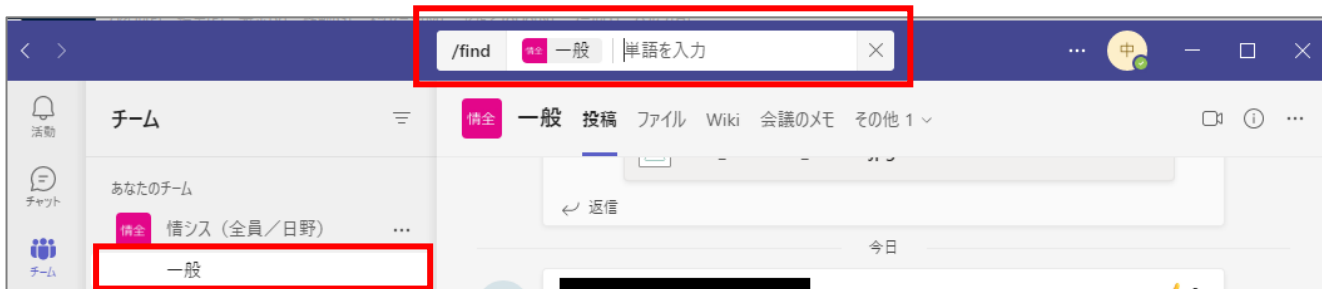 /find 情全 一般 単語を入力
中
活動
チーム
情全 一般 投稿 ファイル Wiki 会議のメモ その他 1
チャット
あなたのチーム
返信
情全 情シス（全員／日野）
今日
チーム
一般